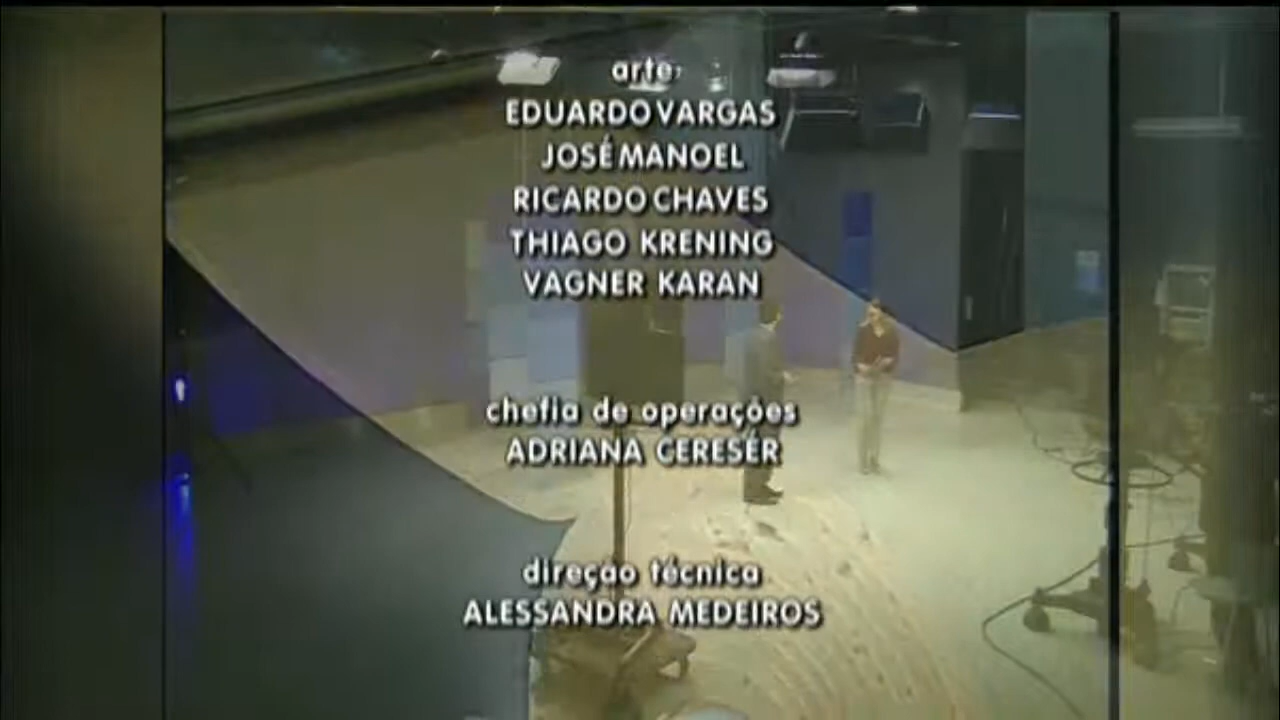 arte
EDUARDO VARGAS
JOSÉ MANOEL
RICARDO CHAVES
THIAGO KRENING
VAGNER KARAN
chefia de operações
ADRIANA CERESÉR
direção técnica
ALESSANDRA MEDEIROS